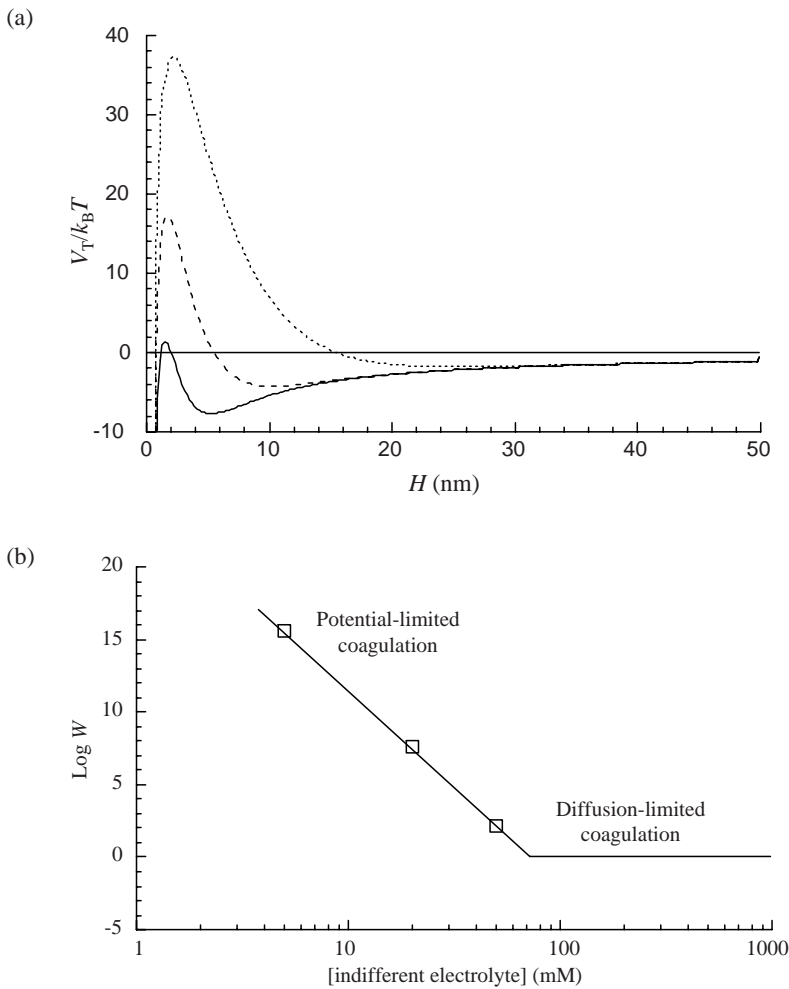 (a)
40
30
20
10
0
-10
V_T/k_BT
0
10
20
30
40
50
H (nm)
(b)
20
15
10
5
0
-5
Log W
Potential-limited
coagulation
Diffusion-limited
coagulation
1
10
100
1000
[indifferent electrolyte] (mM)